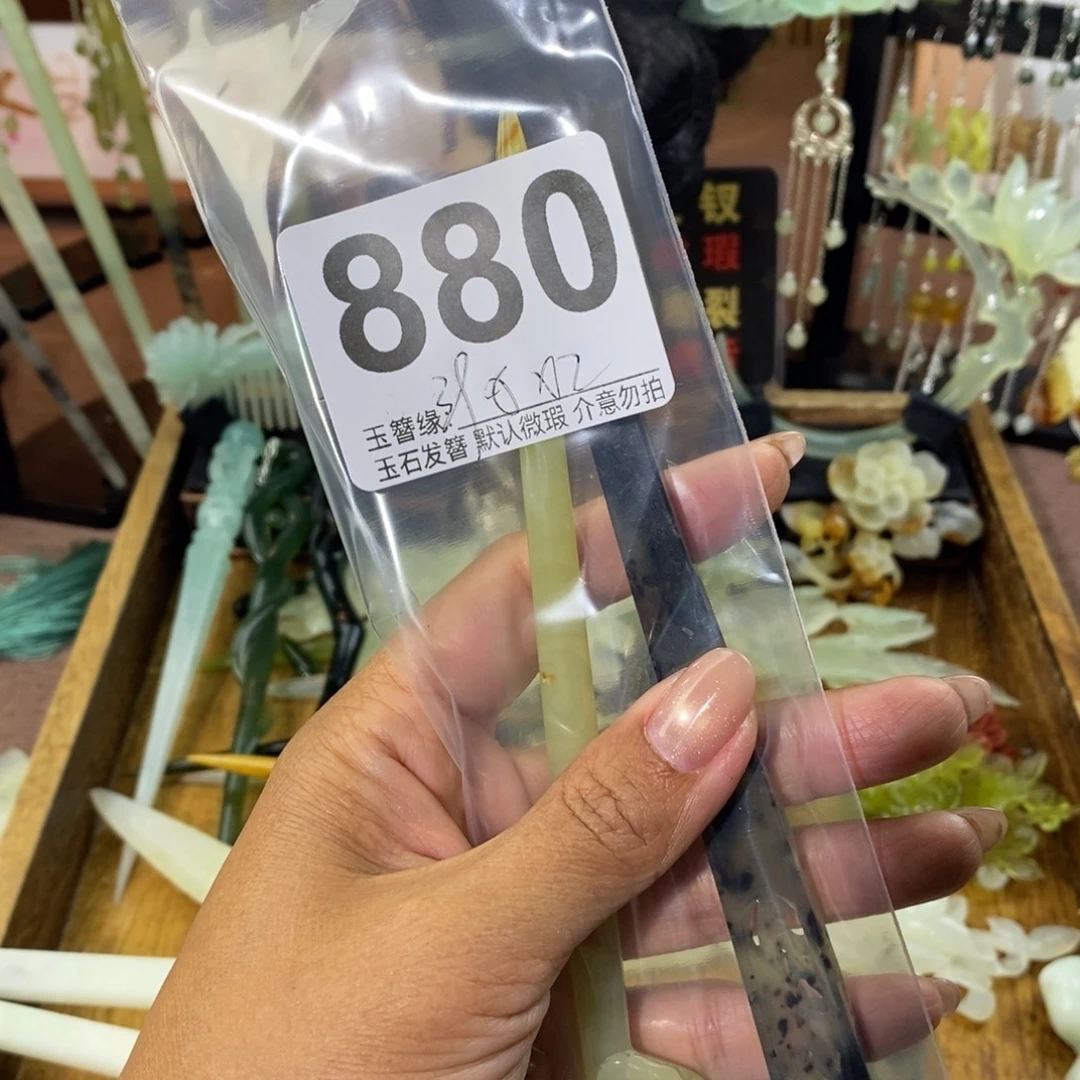 880
玉簪缘
玉石发簪 默认微瑕 介意勿拍
钗
瑕
裂